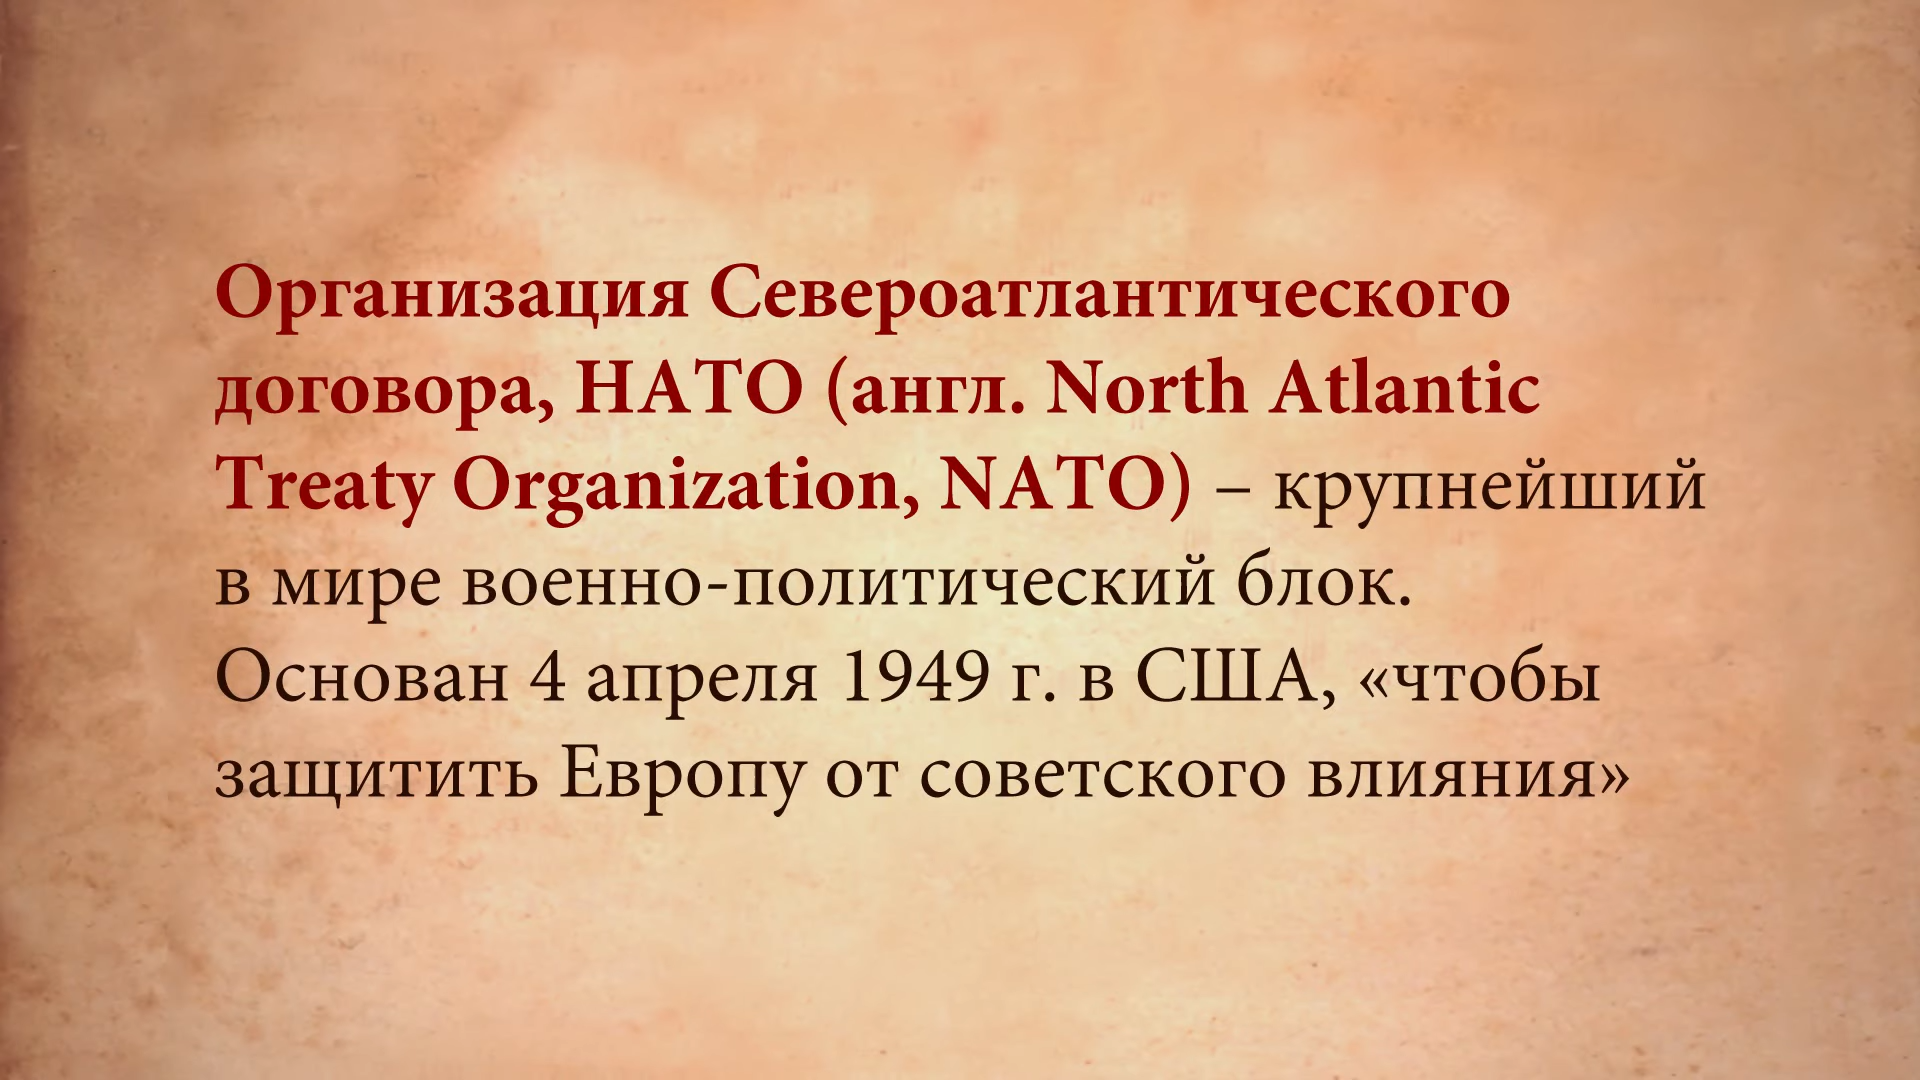 Организация Североатлантического
договора, НАТО (англ. North Atlantic
Treaty Organization, NATO) – крупнейший
в мире военно-политический блок.
Основан 4 апреля 1949 г. в США, «чтобы
защитить Европу от советского влияния»